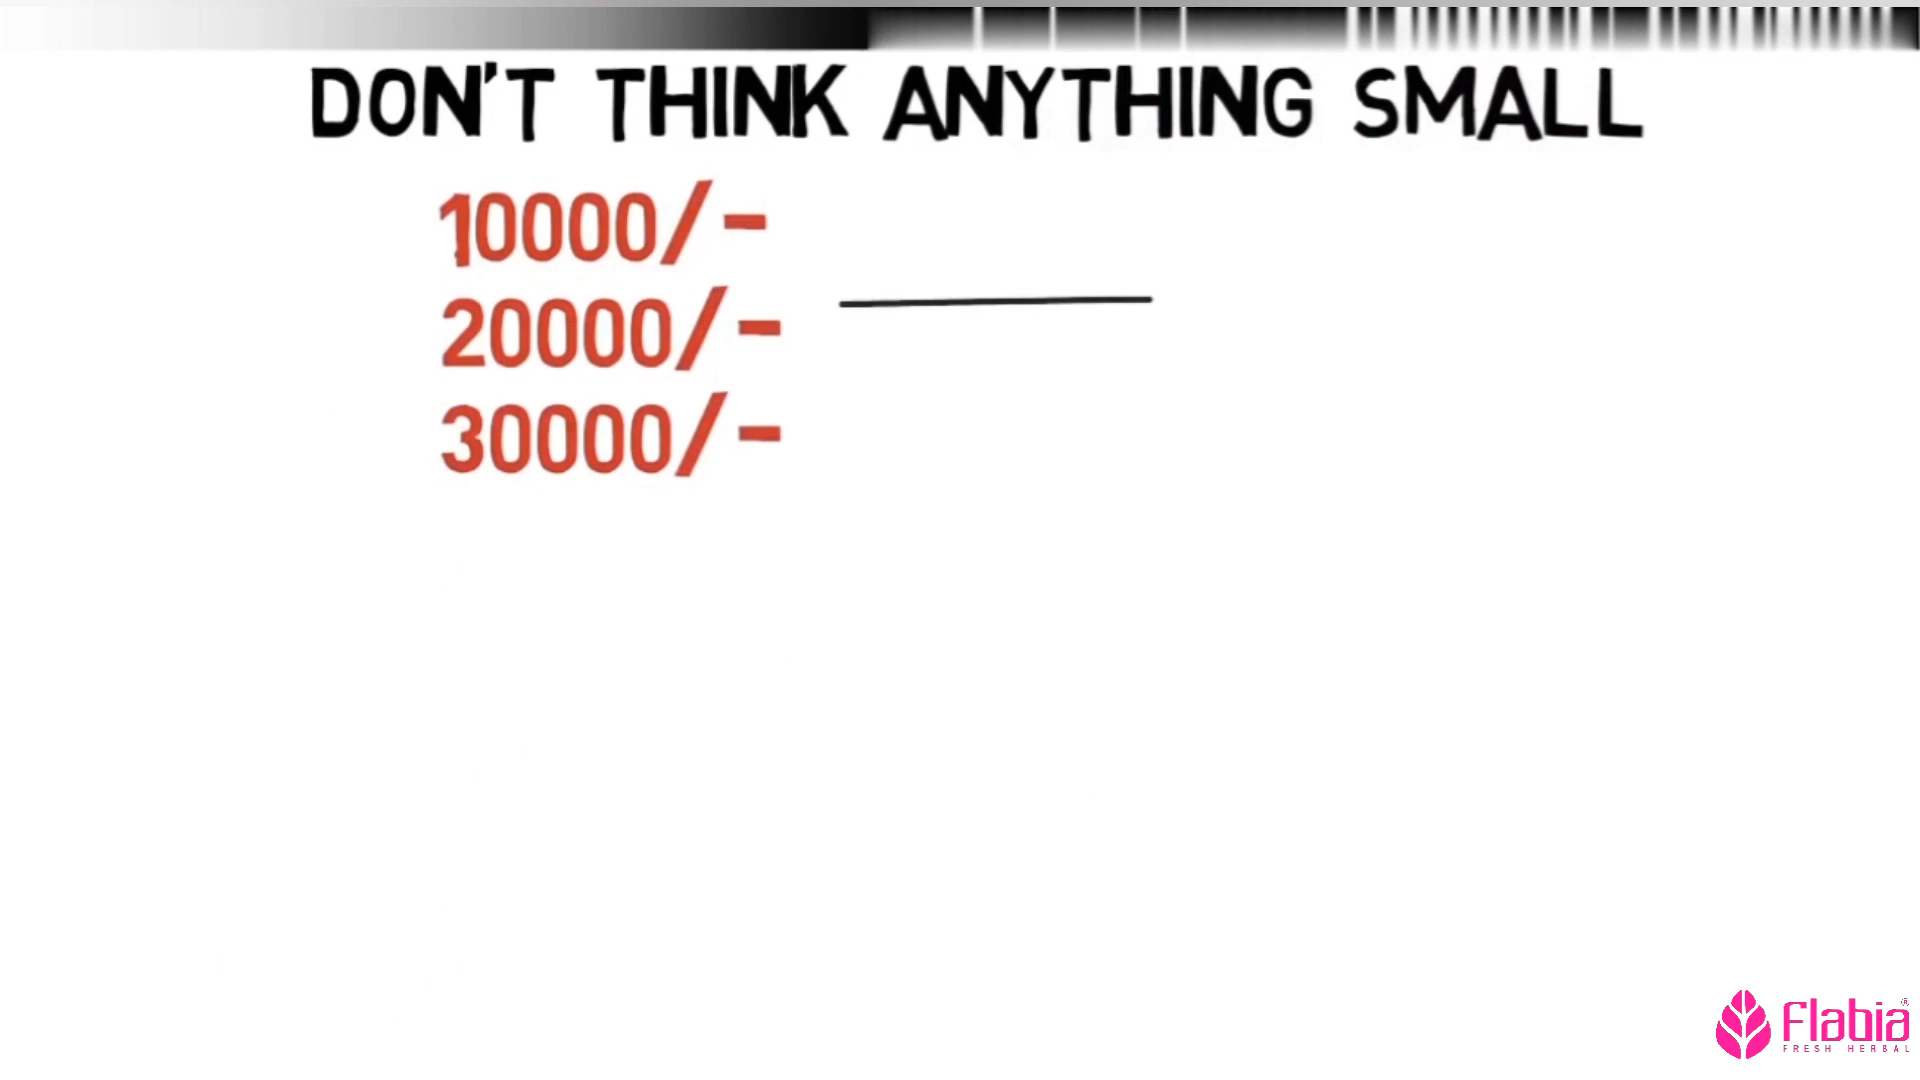 DON'T THINK ANYTHING SMALL
10000/-
20000/-
30000/-
Flabia®
FRESH HERBAL